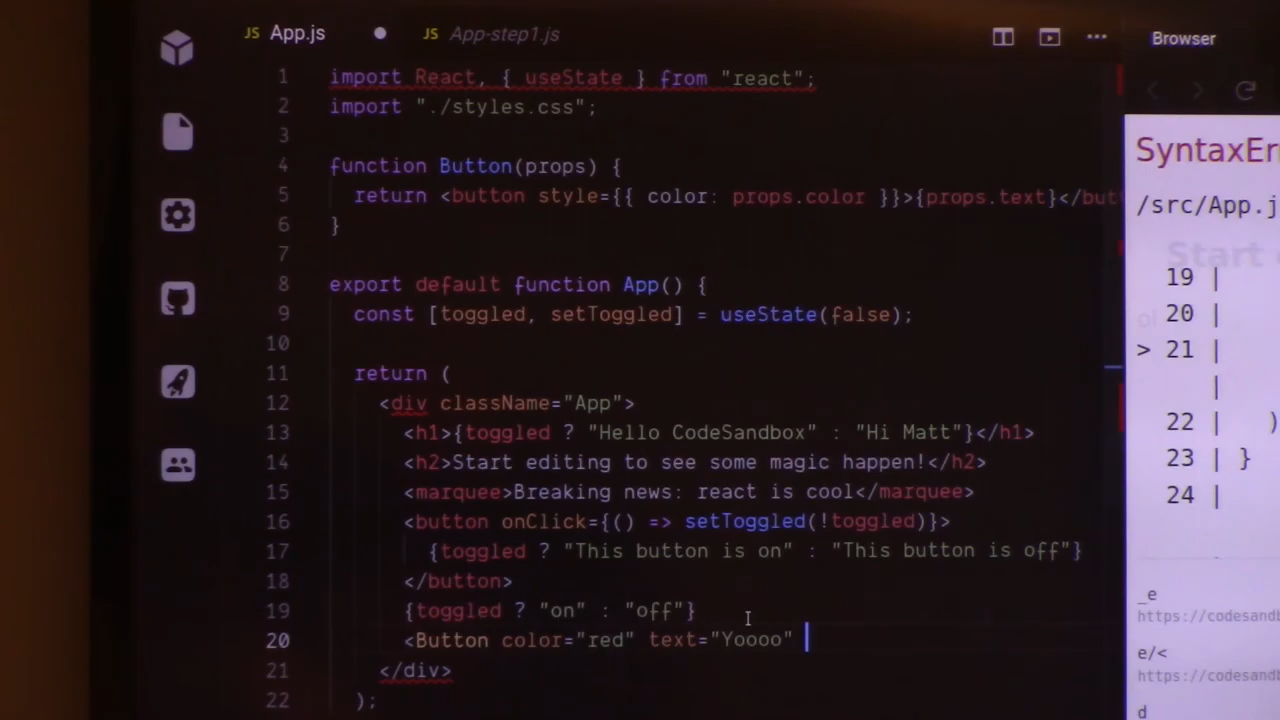 JS App.js
JS App-step1.js
Browser
1 import React, { useState } from "react";
2 import "./styles.css";
3
4 function Button(props) {
5 return <button style={{ color: props.color }}>{props.text}</butt
6 }
7
8 export default function App() {
9 const [toggled, setToggled] = useState(false);
10
11 return (
12 <div className="App">
13 <h1>{toggled ? "Hello CodeSandbox" : "Hi Matt"}</h1>
14 <h2>Start editing to see some magic happen!</h2>
15 <marquee>Breaking news: react is cool</marquee>
16 <button onClick={() => setToggled(!toggled)}>
17 {toggled ? "This button is on" : "This button is off"}
18 </button>
19 {toggled ? "on" : "off"}
20 <Button color="red" text="Yoooo"
21 </div>
22 );
SyntaxErr
/src/App.j
Start
19 |
20 |
> 21 |
|
22 | )
23 | }
24 |
_e
https://codesandb
e/<
https://codesandb
d